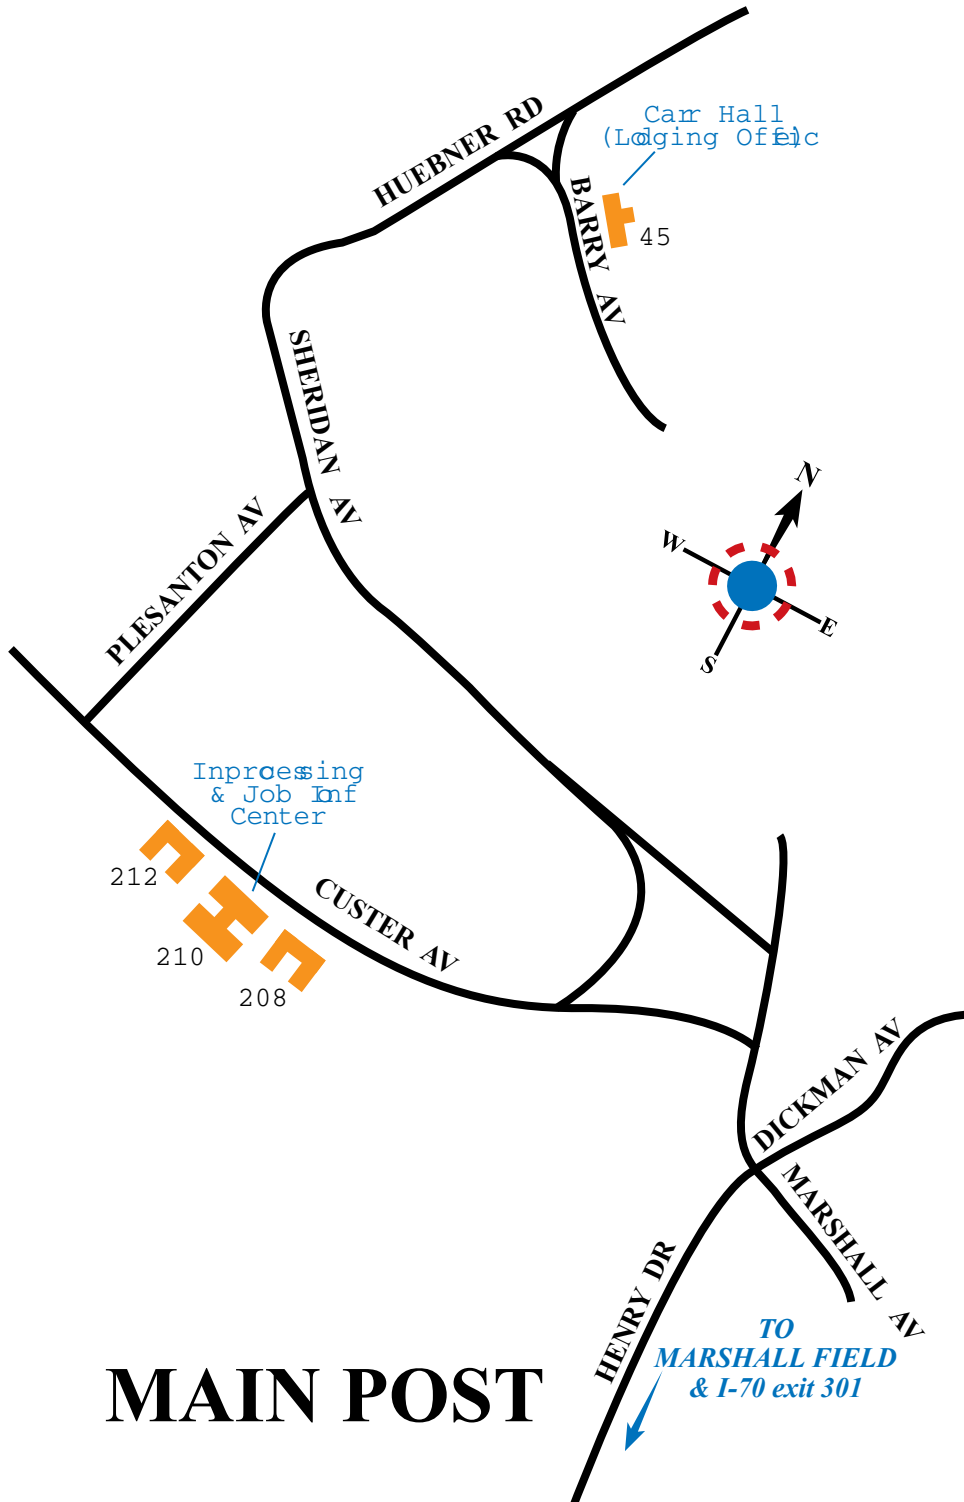 HUEBNER RD
Carr Hall
(Lodging Office)
BARRY AV
45
SHERIDAN AV
N
W
E
S
PLESANTON AV
Inprocessing
& Job Info
Center
212
210
208
CUSTER AV
DICKMAN AV
MARSHALL AV
HENRY DR
TO
MARSHALL FIELD
& I-70 exit 301
MAIN POST